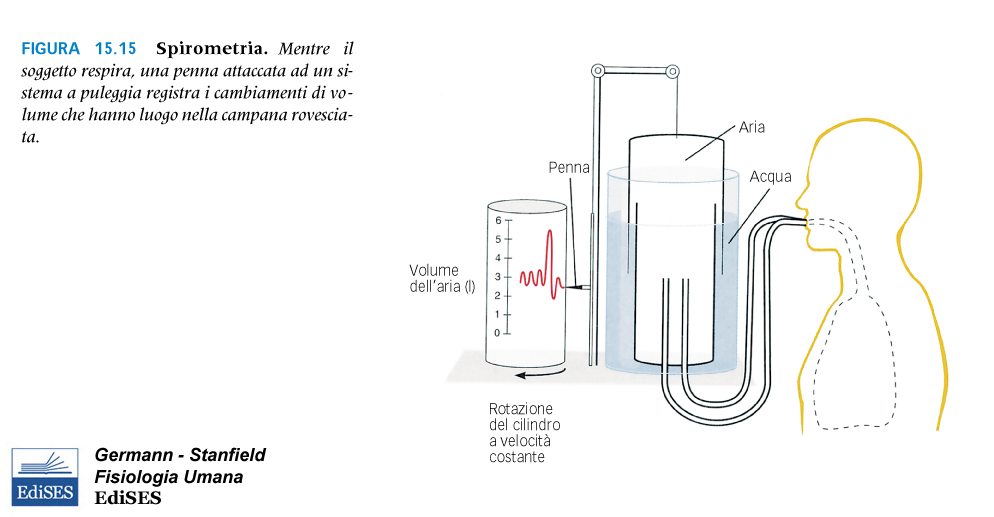 FIGURA 15.15 Spirometria. Mentre il
soggetto respira, una penna attaccata ad un si-
stema a puleggia registra i cambiamenti di vo-
lume che hanno luogo nella campana rovescia-
ta.
Aria
Penna
Acqua
Volume
dell'aria (l)
6
5
4
3
2
1
0
Rotazione
del cilindro
a velocità
costante
EdiSES
Germann - Stanfield
Fisiologia Umana
EdiSES